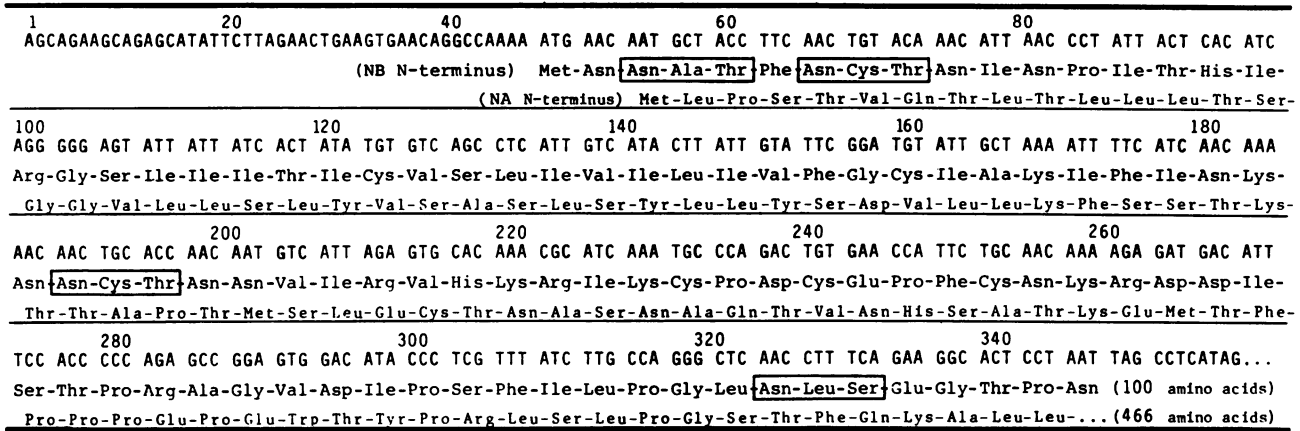 1 20 40 60 80
AGCAGAAGCAGAGCATATTCTTAGAACTGAAGTGAACAGGCCAAAA ATG AAC AAT GCT ACC TTC AAC TGT ACA AAC ATT AAC CCT ATT ACT CAC ATC
(NB N-terminus) Met-Asn-Asn-Ala-Thr-Phe-Asn-Cys-Thr-Asn-Ile-Asn-Pro-Ile-Thr-His-Ile-
(NA N-terminus) Met-Leu-Pro-Ser-Thr-Val-Gln-Thr-Leu-Thr-Leu-Leu-Leu-Thr-Ser-
100 120 140 160 180
AGG GGG AGT ATT ATT ATC ACT ATA TGT GTC AGC CTC ATT GTC ATA CTT ATT GTA TTC GGA TGT ATT GCT AAA ATT TTC ATC AAC AAA
Arg-Gly-Ser-Ile-Ile-Ile-Thr-Ile-Cys-Val-Ser-Leu-Ile-Val-Ile-Leu-Ile-Val-Phe-Gly-Cys-Ile-Ala-Lys-Ile-Phe-Ile-Asn-Lys-
Gly-Gly-Val-Leu-Leu-Ser-Leu-Tyr-Val-Ser-Ala-Ser-Leu-Ser-Tyr-Leu-Leu-Tyr-Ser-Asp-Val-Leu-Leu-Lys-Phe-Ser-Ser-Thr-Lys-
200 220 240 260
AAC AAC TGC ACC AAC AAT GTC ATT AGA GTG CAC AAA CGC ATC AAA TGC CCA GAC TGT GAA CCA TTC TGC AAC AAA AGA GAT GAC ATT
Asn-Asn-Cys-Thr-Asn-Asn-Val-Ile-Arg-Val-His-Lys-Arg-Ile-Lys-Cys-Pro-Asp-Cys-Glu-Pro-Phe-Cys-Asn-Lys-Arg-Asp-Asp-Ile-
Thr-Thr-Ala-Pro-Thr-Met-Ser-Leu-Glu-Cys-Thr-Asn-Ala-Ser-Asn-Ala-Gln-Thr-Val-Asn-His-Ser-Ala-Thr-Lys-Glu-Met-Thr-Phe-
280 300 320 340
TCC ACC CCC AGA GCC GGA GTG GAC ATA CCC TCG TTT ATC TTG CCA GGG CTC AAC CTT TCA GAA GGC ACT CCT AAT TAG CCTCATAG...
Ser-Thr-Pro-Arg-Ala-Gly-Val-Asp-Ile-Pro-Ser-Phe-Ile-Leu-Pro-Gly-Leu-Asn-Leu-Ser-Glu-Gly-Thr-Pro-Asn (100 amino acids)
Pro-Pro-Pro-Glu-Pro-Glu-Trp-Thr-Tyr-Pro-Arg-Leu-Ser-Leu-Pro-Gly-Ser-Thr-Phe-Gln-Lys-Ala-Leu-Leu-...(466 amino acids)